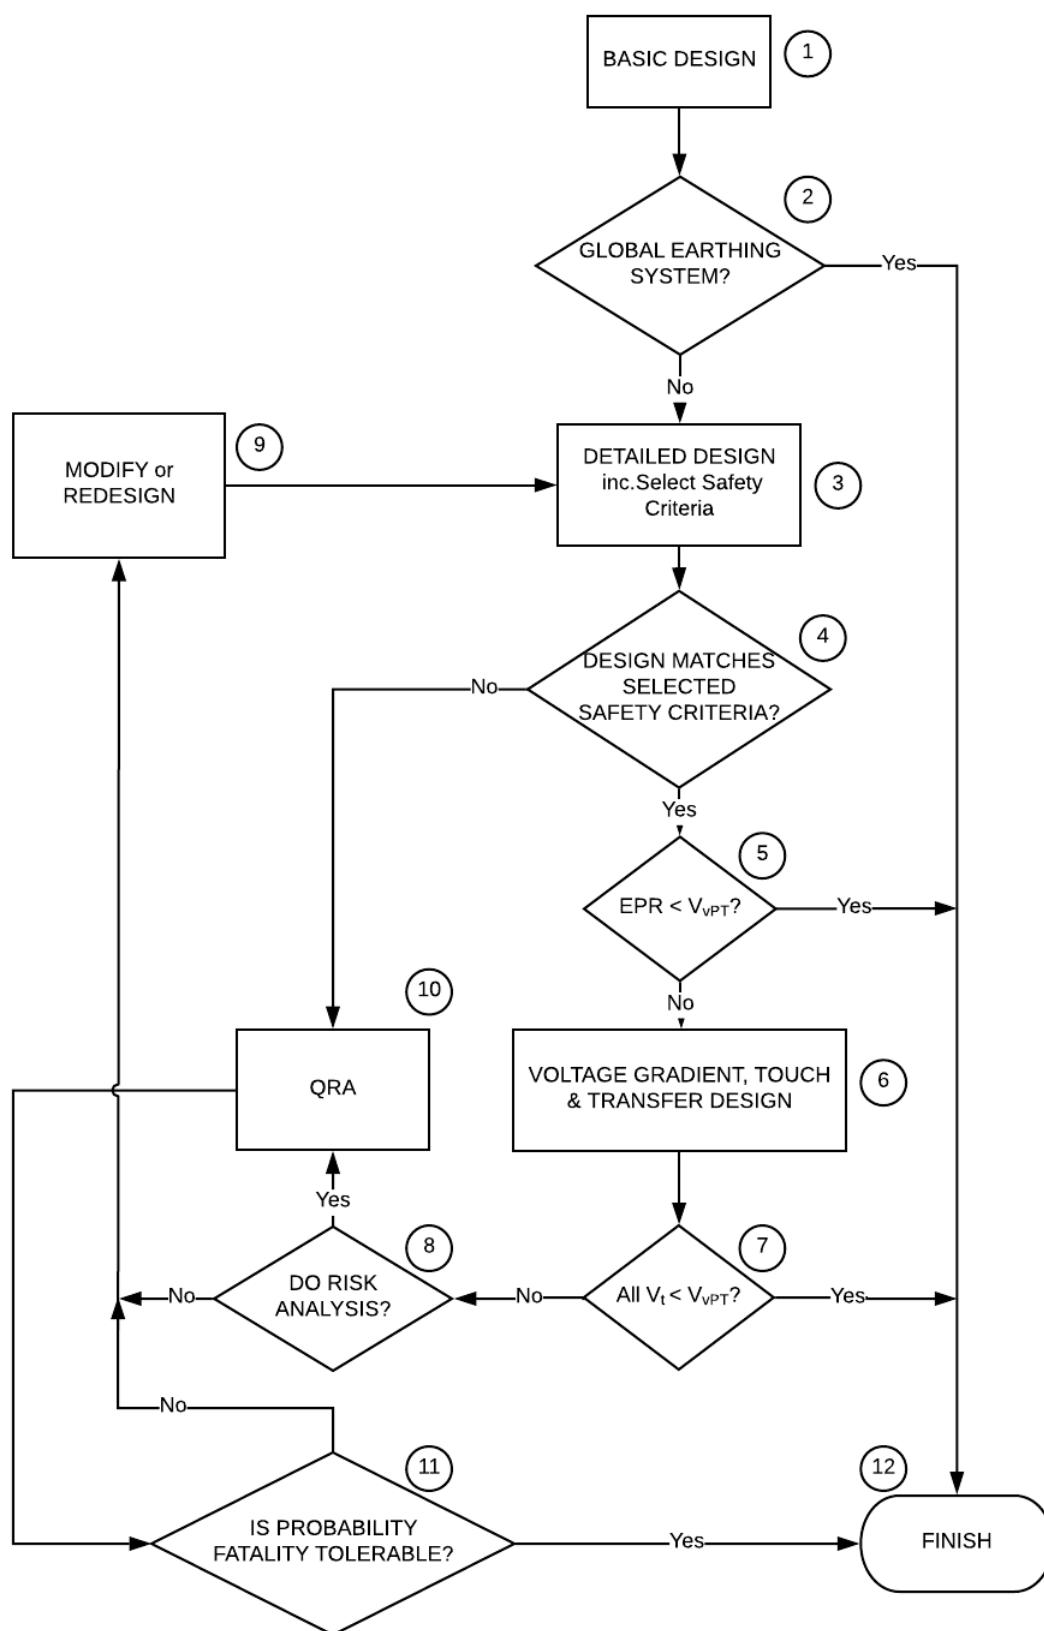 BASIC DESIGN
1
2
GLOBAL EARTHING
SYSTEM?
Yes
No
MODIFY or
REDESIGN
9
DETAILED DESIGN
inc.Select Safety
Criteria
3
4
DESIGN MATCHES
SELECTED
SAFETY CRITERIA?
No
Yes
5
EPR < VvPT?
Yes
No
10
QRA
VOLTAGE GRADIENT, TOUCH
& TRANSFER DESIGN
6
Yes
8
DO RISK
ANALYSIS?
No
No
7
All Vt < VvPT?
Yes
No
11
IS PROBABILITY
FATALITY TOLERABLE?
Yes
12
FINISH